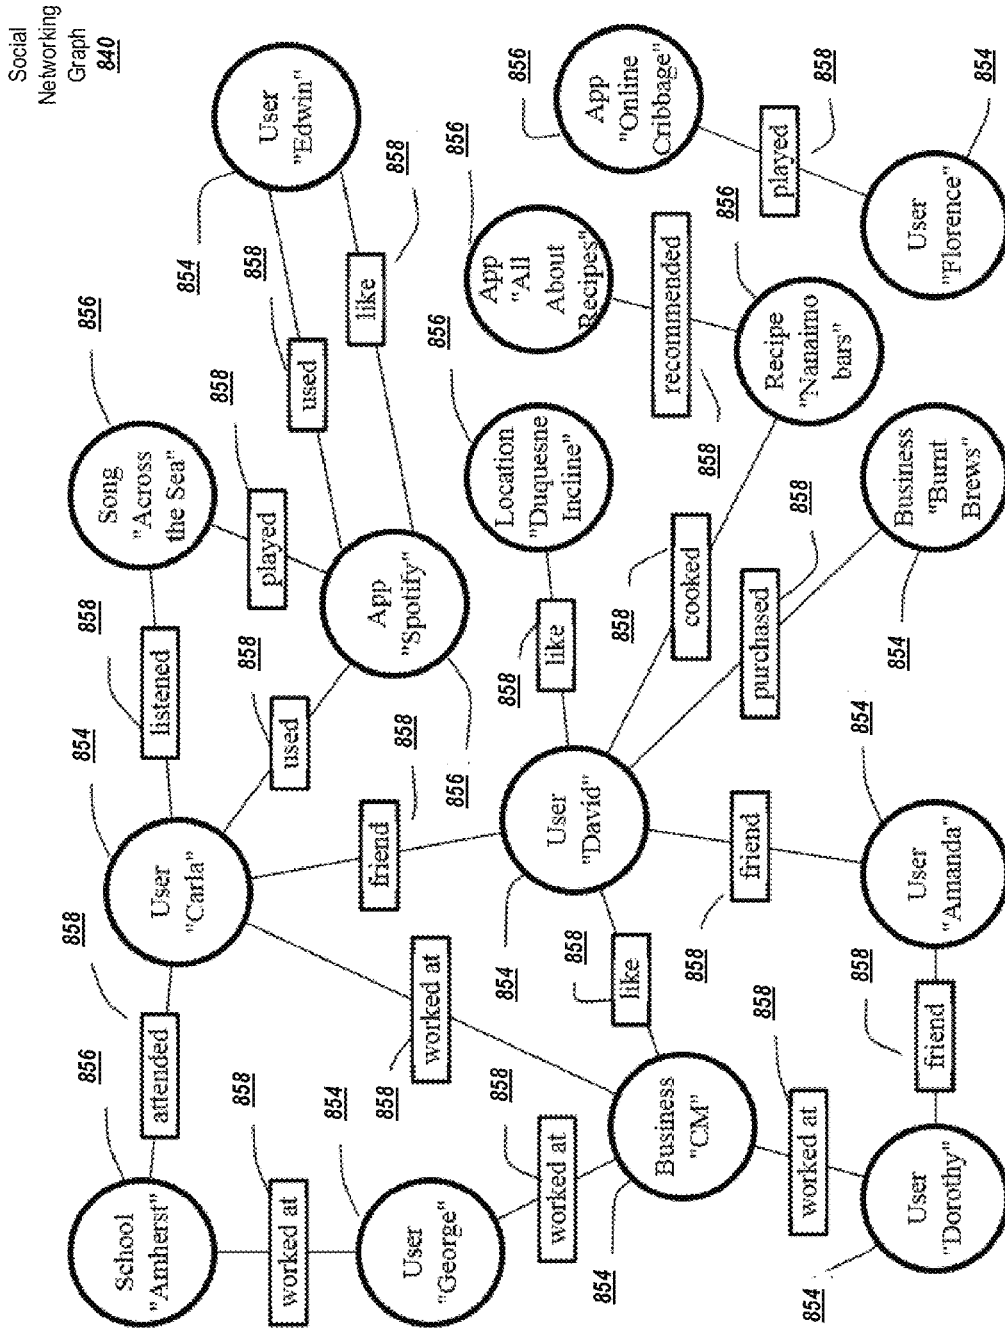 Social
Networking
Graph
840
856
858
854
858
856
School
"Amherst"
attended
User
"Carla"
listened
Song
"Across
the Sea"
858
worked at
858
used
858
played
858
854
858
used
User
"Edwin"
854
858
User
"George"
worked at
friend
858
App
"Spotify"
856
like
858
858
worked at
854
Business
"CM"
858
like
854
User
"David"
858
like
856
Location
"Duquesne
Incline"
856
App
"All
About
Recipes"
recommended
858
856
App
"Online
Cribbage"
858
cooked
Recipe
"Nanaimo
bars"
856
played
858
858
friend
purchased
858
858
worked at
854
User
"Dorothy"
858
friend
854
User
"Amanda"
854
Business
"Burnt
Brews"
User
"Florence"
854